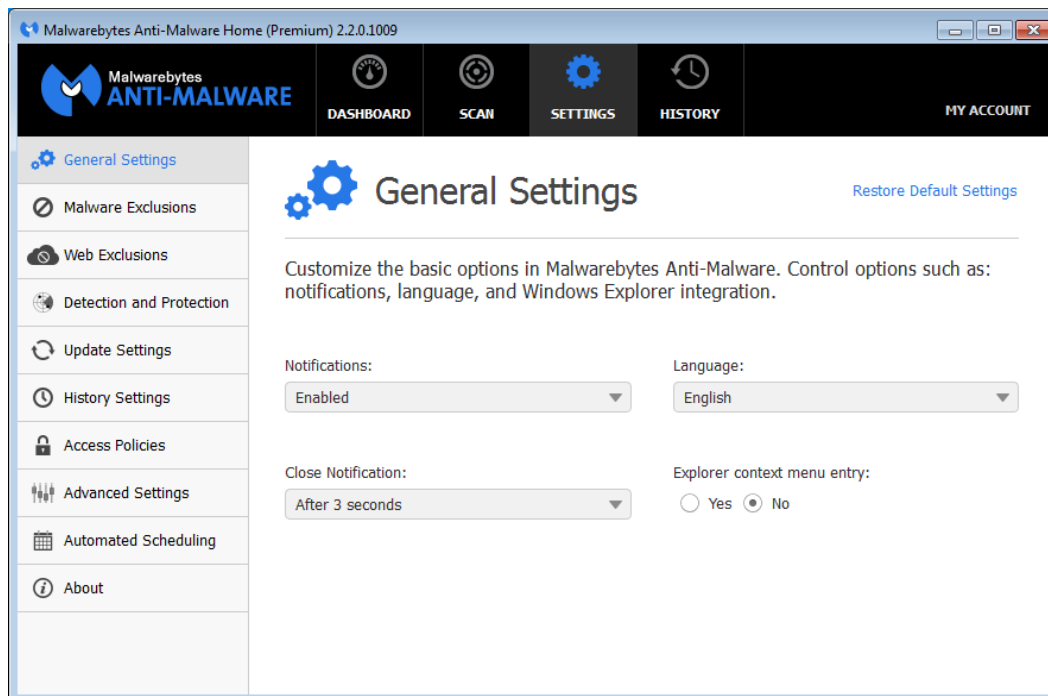 Malwarebytes Anti-Malware Home (Premium) 2.2.0.1009
Malwarebytes
ANTI-MALWARE
DASHBOARD
SCAN
SETTINGS
HISTORY
MY ACCOUNT
General Settings
Malware Exclusions
Web Exclusions
Detection and Protection
Update Settings
History Settings
Access Policies
Advanced Settings
Automated Scheduling
About
General Settings
Restore Default Settings
Customize the basic options in Malwarebytes Anti-Malware. Control options such as:
notifications, language, and Windows Explorer integration.
Notifications:
Enabled
Language:
English
Close Notification:
After 3 seconds
Explorer context menu entry:
Yes No